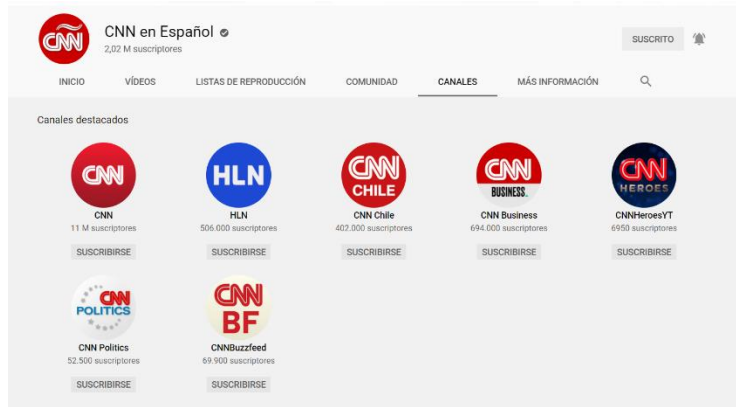 CNN
CNN en Español
2,02 M suscriptores
SUSCRITO
INICIO VÍDEOS LISTAS DE REPRODUCCIÓN COMUNIDAD CANALES MÁS INFORMACIÓN
Canales destacados
CNN HLN CNN CHILE CNN BUSINESS CNN HEROES
CNN HLN CNN Chile CNN Business CNNHeroesYT
11 M suscriptores 506.000 suscriptores 402.000 suscriptores 694.000 suscriptores 6950 suscriptores
SUSCRIBIRSE SUSCRIBIRSE SUSCRIBIRSE SUSCRIBIRSE SUSCRIBIRSE
CNN POLITICS CNN BF
CNN Politics CNNBuzzfeed
52.500 suscriptores 69.900 suscriptores
SUSCRIBIRSE SUSCRIBIRSE